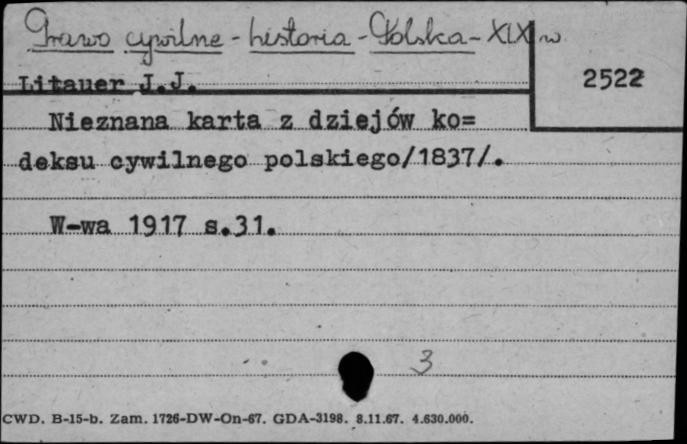 Prawo cywilne - historia - Polska - XIX w
2522
Litauer J.J.
Nieznana karta z dziejów ko=
deksu cywilnego polskiego/1837/.
W-wa 1917 s.31.
3
CWD. B-15-b. Zam. 1726-DW-On-67. GDA-3198. 8.11.67. 4.630.000.